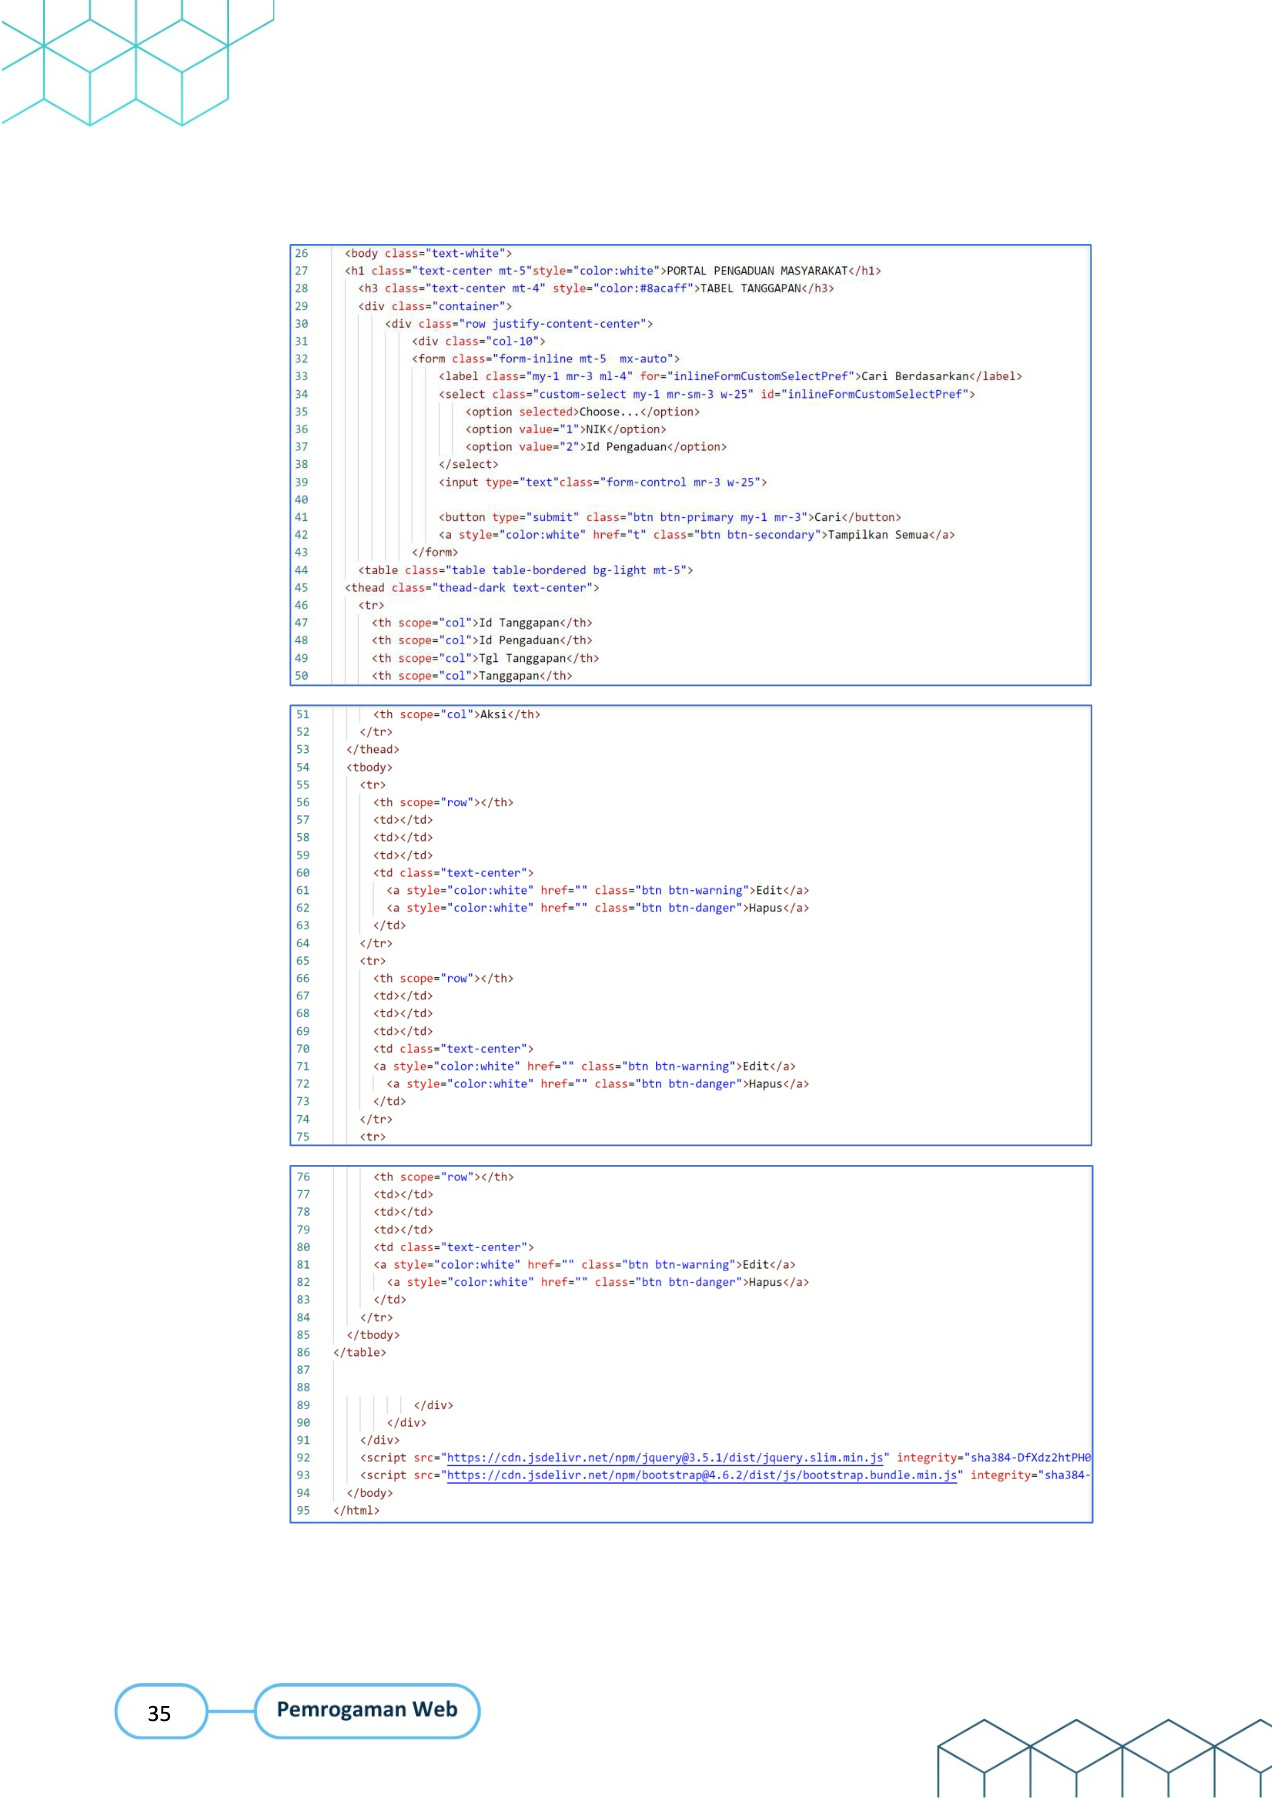 26 <body class="text-white">
27 <h1 class="text-center mt-5"style="color:white">PORTAL PENGADUAN MASYARAKAT</h1>
28 <h3 class="text-center mt-4" style="color:#8acaff">TABEL TANGGAPAN</h3>
29 <div class="container">
30 <div class="row justify-content-center">
31 <div class="col-10">
32 <form class="form-inline mt-5  mx-auto">
33 <label class="my-1 mr-3 ml-4" for="inlineFormCustomSelectPref">Cari Berdasarkan</label>
34 <select class="custom-select my-1 mr-sm-3 w-25" id="inlineFormCustomSelectPref">
35 <option selected>Choose...</option>
36 <option value="1">NIK</option>
37 <option value="2">Id Pengaduan</option>
38 </select>
39 <input type="text"class="form-control mr-3 w-25">
40
41 <button type="submit" class="btn btn-primary my-1 mr-3">Cari</button>
42 <a style="color:white" href="t" class="btn btn-secondary">Tampilkan Semua</a>
43 </form>
44 <table class="table table-bordered bg-light mt-5">
45 <thead class="thead-dark text-center">
46 <tr>
47 <th scope="col">Id Tanggapan</th>
48 <th scope="col">Id Pengaduan</th>
49 <th scope="col">Tgl Tanggapan</th>
50 <th scope="col">Tanggapan</th>
51 <th scope="col">Aksi</th>
52 </tr>
53 </thead>
54 <tbody>
55 <tr>
56 <th scope="row"></th>
57 <td></td>
58 <td></td>
59 <td></td>
60 <td class="text-center">
61 <a style="color:white" href="" class="btn btn-warning">Edit</a>
62 <a style="color:white" href="" class="btn btn-danger">Hapus</a>
63 </td>
64 </tr>
65 <tr>
66 <th scope="row"></th>
67 <td></td>
68 <td></td>
69 <td></td>
70 <td class="text-center">
71 <a style="color:white" href="" class="btn btn-warning">Edit</a>
72 <a style="color:white" href="" class="btn btn-danger">Hapus</a>
73 </td>
74 </tr>
75 <tr>
76 <th scope="row"></th>
77 <td></td>
78 <td></td>
79 <td></td>
80 <td class="text-center">
81 <a style="color:white" href="" class="btn btn-warning">Edit</a>
82 <a style="color:white" href="" class="btn btn-danger">Hapus</a>
83 </td>
84 </tr>
85 </tbody>
86 </table>
87
88
89 </div>
90 </div>
91 </div>
92 <script src="https://cdn.jsdelivr.net/npm/jquery@3.5.1/dist/jquery.slim.min.js" integrity="sha384-DfXdz2htPH0
93 <script src="https://cdn.jsdelivr.net/npm/bootstrap@4.6.2/dist/js/bootstrap.bundle.min.js" integrity="sha384-
94 </body>
95 </html>
35 Pemrogaman Web